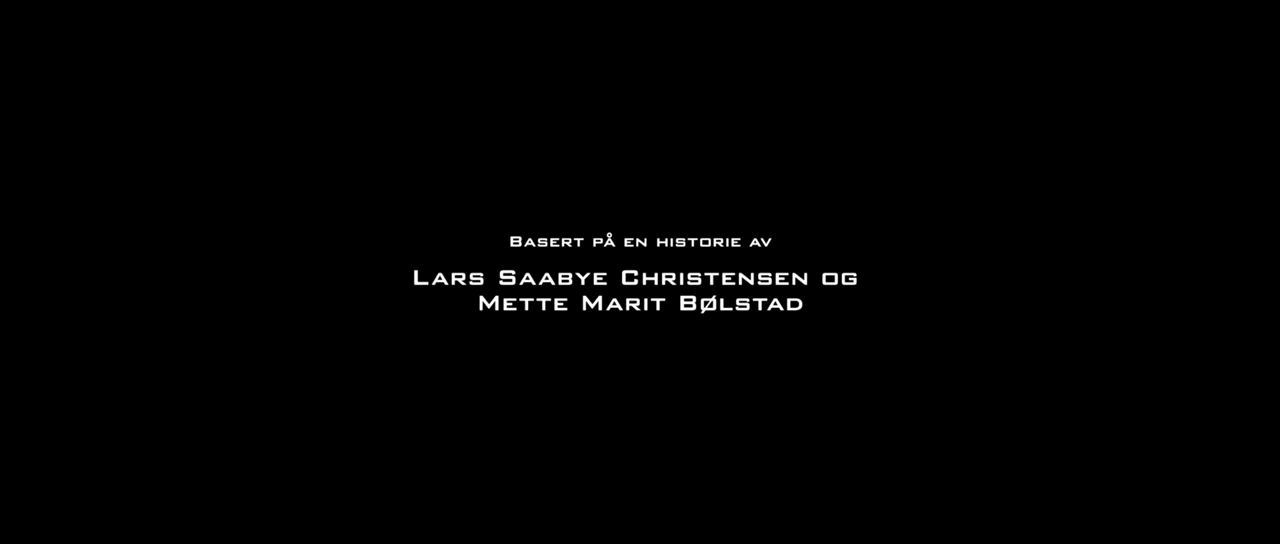 Basert på en historie av
Lars Saabye Christensen og
Mette Marit Bølstad